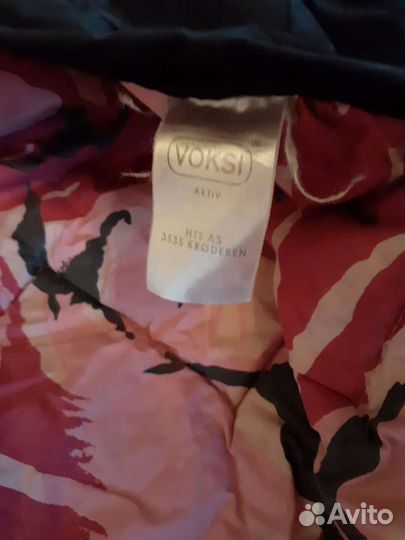 VOKSI®
AKTIV
HTS AS
3535 KRØDEREN
Avito